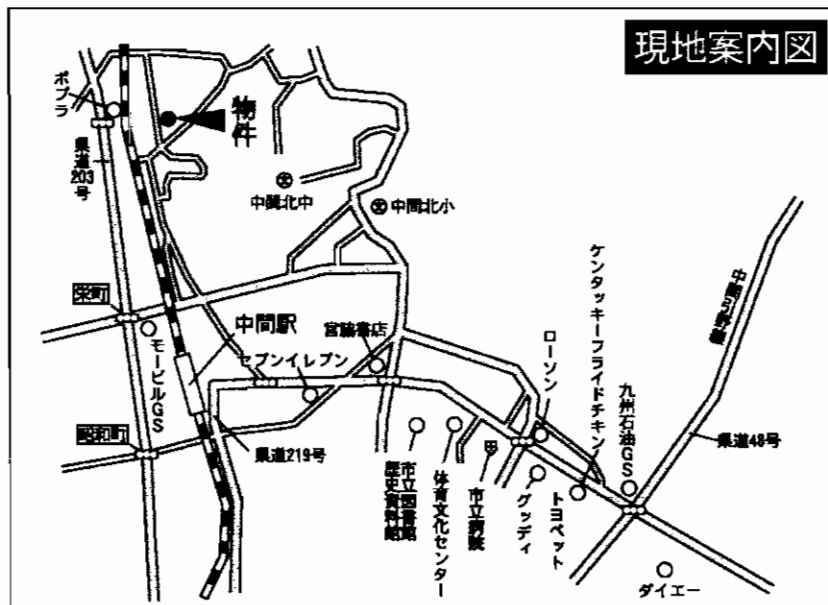 現地案内図
ポプラ
物件
県道203号
中間北中
中間北小
栄町
モービルGS
中間駅
宮脇書店
セブンイレブン
昭和町
県道219号
市立図書館
歴史資料館
体育文化センター
市立病院
グッディ
トヨペット
ローソン
ケンタッキーフライドチキン
九州石油GS
中間引野線
県道48号
ダイエー